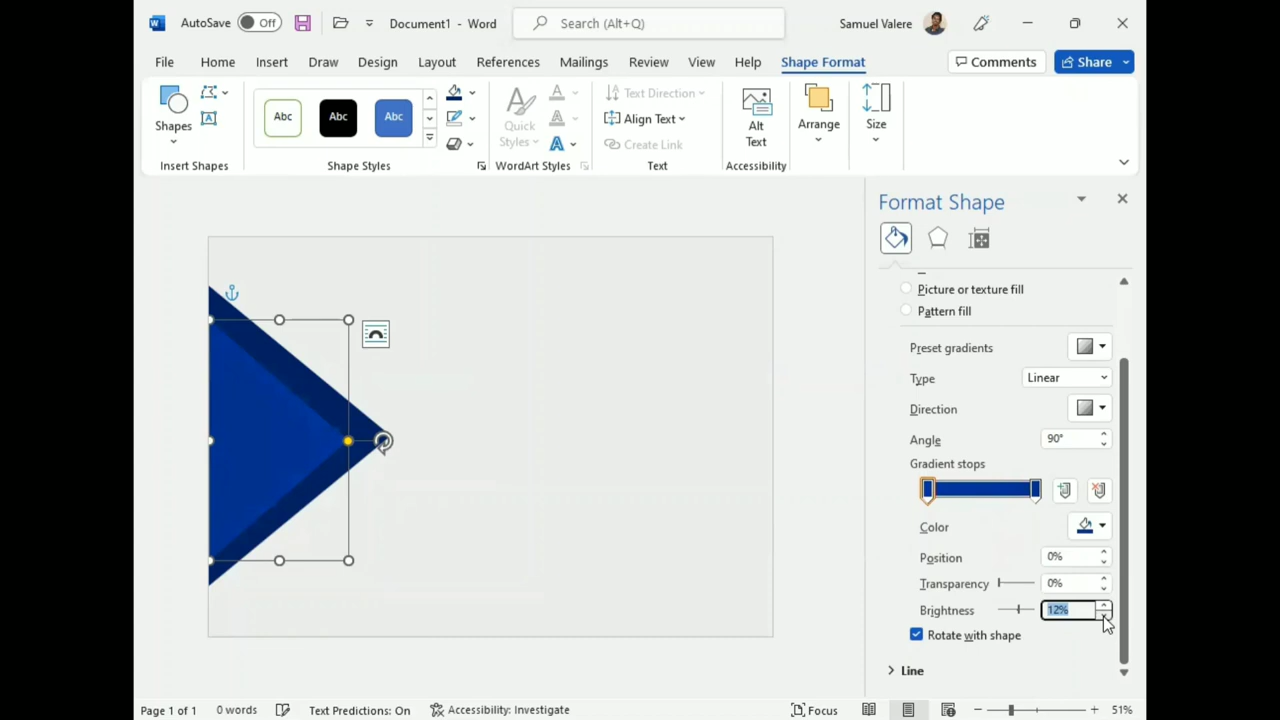 AutoSave Off Document1 - Word Search (Alt+Q) Samuel Valere
File Home Insert Draw Design Layout References Mailings Review View Help Shape Format Comments Share
Shapes
Abc Abc Abc
Quick
Styles
Text Direction
Align Text
Create Link
Alt
Text
Arrange
Size
Insert Shapes Shape Styles WordArt Styles Text Accessibility
Format Shape
Picture or texture fill
Pattern fill
Preset gradients
Type Linear
Direction
Angle 90°
Gradient stops
Color
Position 0%
Transparency 0%
Brightness 12%
Rotate with shape
Line
Page 1 of 1 0 words Text Predictions: On Accessibility: Investigate Focus 51%